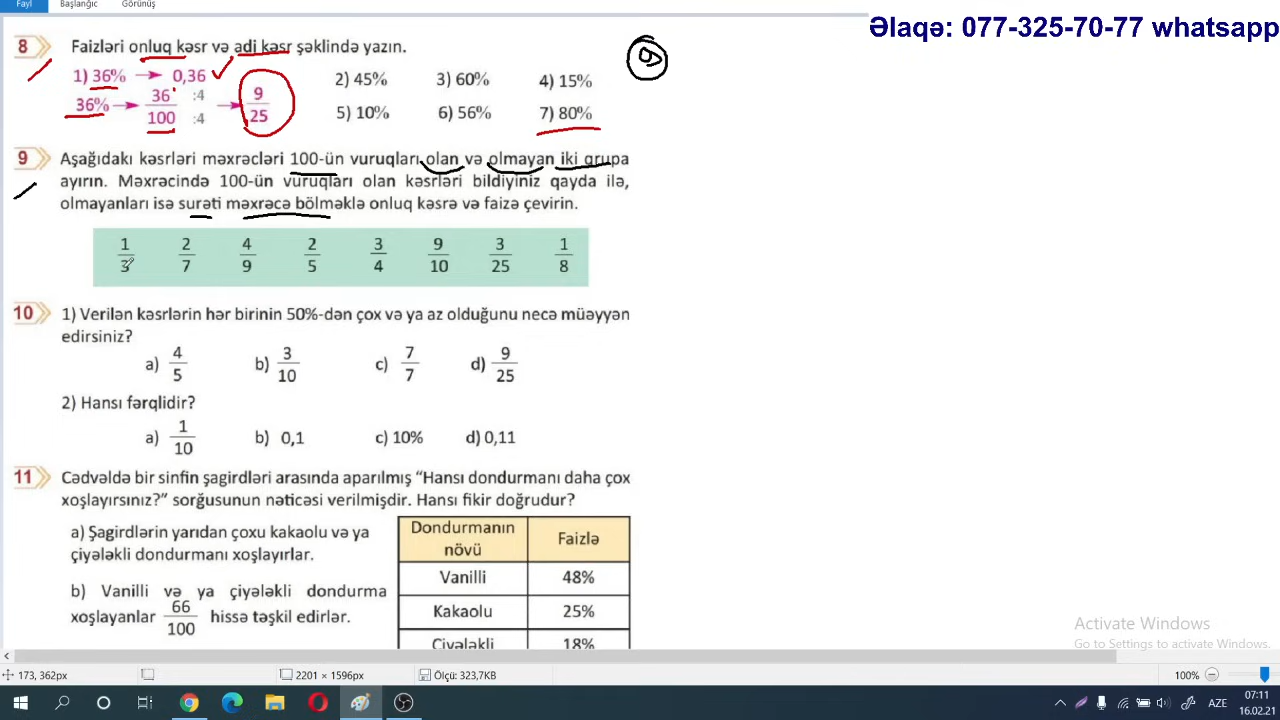 Fayl Başlanğıc Görünüş
Əlaqə: 077-325-70-77 whatsapp
8 Faizləri onluq kəsr və adi kəsr şəklində yazın.
1) 36% → 0,36 2) 45% 3) 60% 4) 15%
36% → 36/100 :4 :4 → 9/25 5) 10% 6) 56% 7) 80%
9
9 Aşağıdakı kəsrləri məxrəcləri 100-ün vuruqları olan və olmayan iki qrupa
ayırın. Məxrəcində 100-ün vuruqları olan kəsrləri bildiyiniz qayda ilə,
olmayanları isə surəti məxrəcə bölməklə onluq kəsrə və faizə çevirin.
1/3 2/7 4/9 2/5 3/4 9/10 3/25 1/8
10 1) Verilən kəsrlərin hər birinin 50%-dən çox və ya az olduğunu necə müəyyən
edirsiniz?
a) 4/5 b) 3/10 c) 7/7 d) 9/25
2) Hansı fərqlidir?
a) 1/10 b) 0,1 c) 10% d) 0,11
11 Cədvəldə bir sinfin şagirdləri arasında aparılmış “Hansı dondurmanı daha çox
xoşlayırsınız?” sorğusunun nəticəsi verilmişdir. Hansı fikir doğrudur?
a) Şagirdlərin yarıdan çoxu kakaolu və ya
çiyələkli dondurmanı xoşlayırlar.
b) Vanilli və ya çiyələkli dondurma
xoşlayanlar 66/100 hissə təşkil edirlər.
Dondurmanın növü Faizlə
Vanilli 48%
Kakaolu 25%
Çiyələkli 18%
Activate Windows
Go to Settings to activate Windows.
173, 362px 2201 × 1596px Ölçü: 323,7KB 100%
AZE 07:11
16.02.21